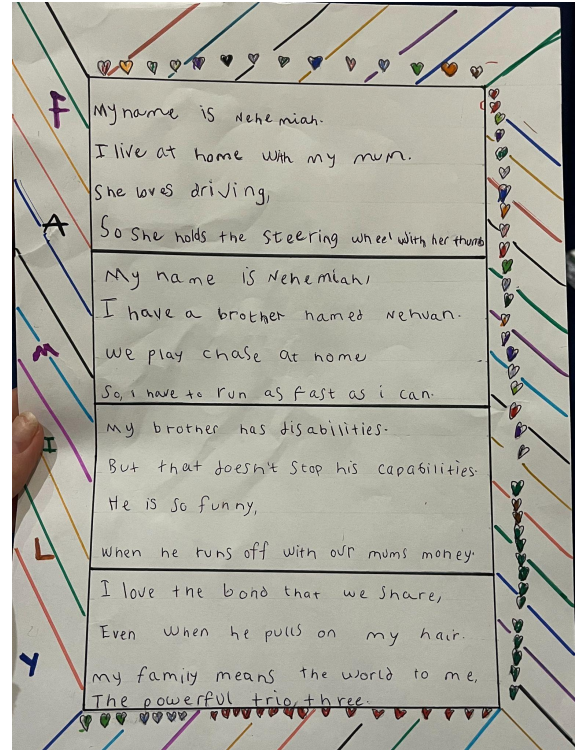 F
A
M
I
L
Y
My name is Nehemiah.
I live at home with my mum.
She loves driving,
So she holds the steering wheel with her thumb
My name is Nehemiah,
I have a brother named Nehvan.
we play chase at home
So, i have to run as fast as i can.
my brother has disabilities.
But that doesn't stop his capabilities.
He is so funny,
when he runs off with our mums money.
I love the bond that we share,
Even when he pulls on my hair.
my family means the world to me,
The powerful trio, three.